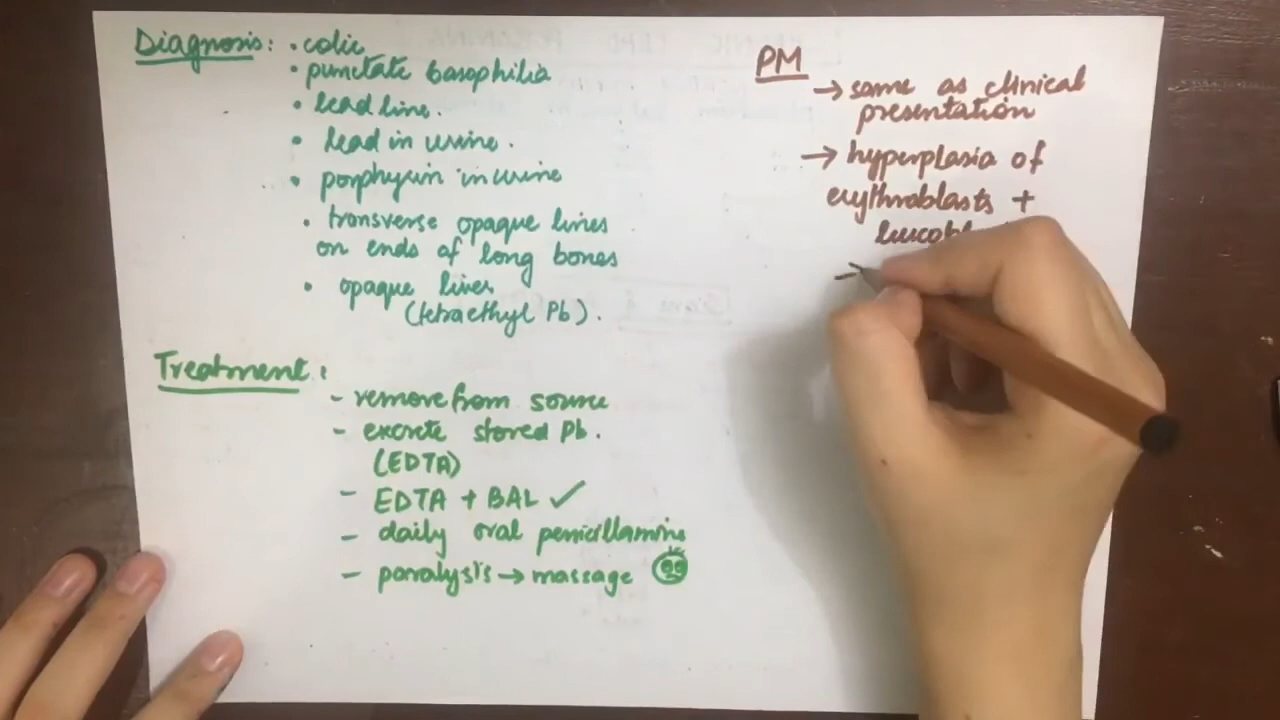 Diagnosis:
• colic
• punctate basophilia
• lead line.
• lead in urine.
• porphyrin in urine
• transverse opaque lines
on ends of long bones
• opaque liver
(tetraethyl Pb).
Treatment:
- remove from source
- excrete stored Pb.
(EDTA)
- EDTA + BAL ✓
- daily oral penicillamine
- paralysis → massage
PM
→ same as clinical
presentation
→ hyperplasia of
erythroblasts +